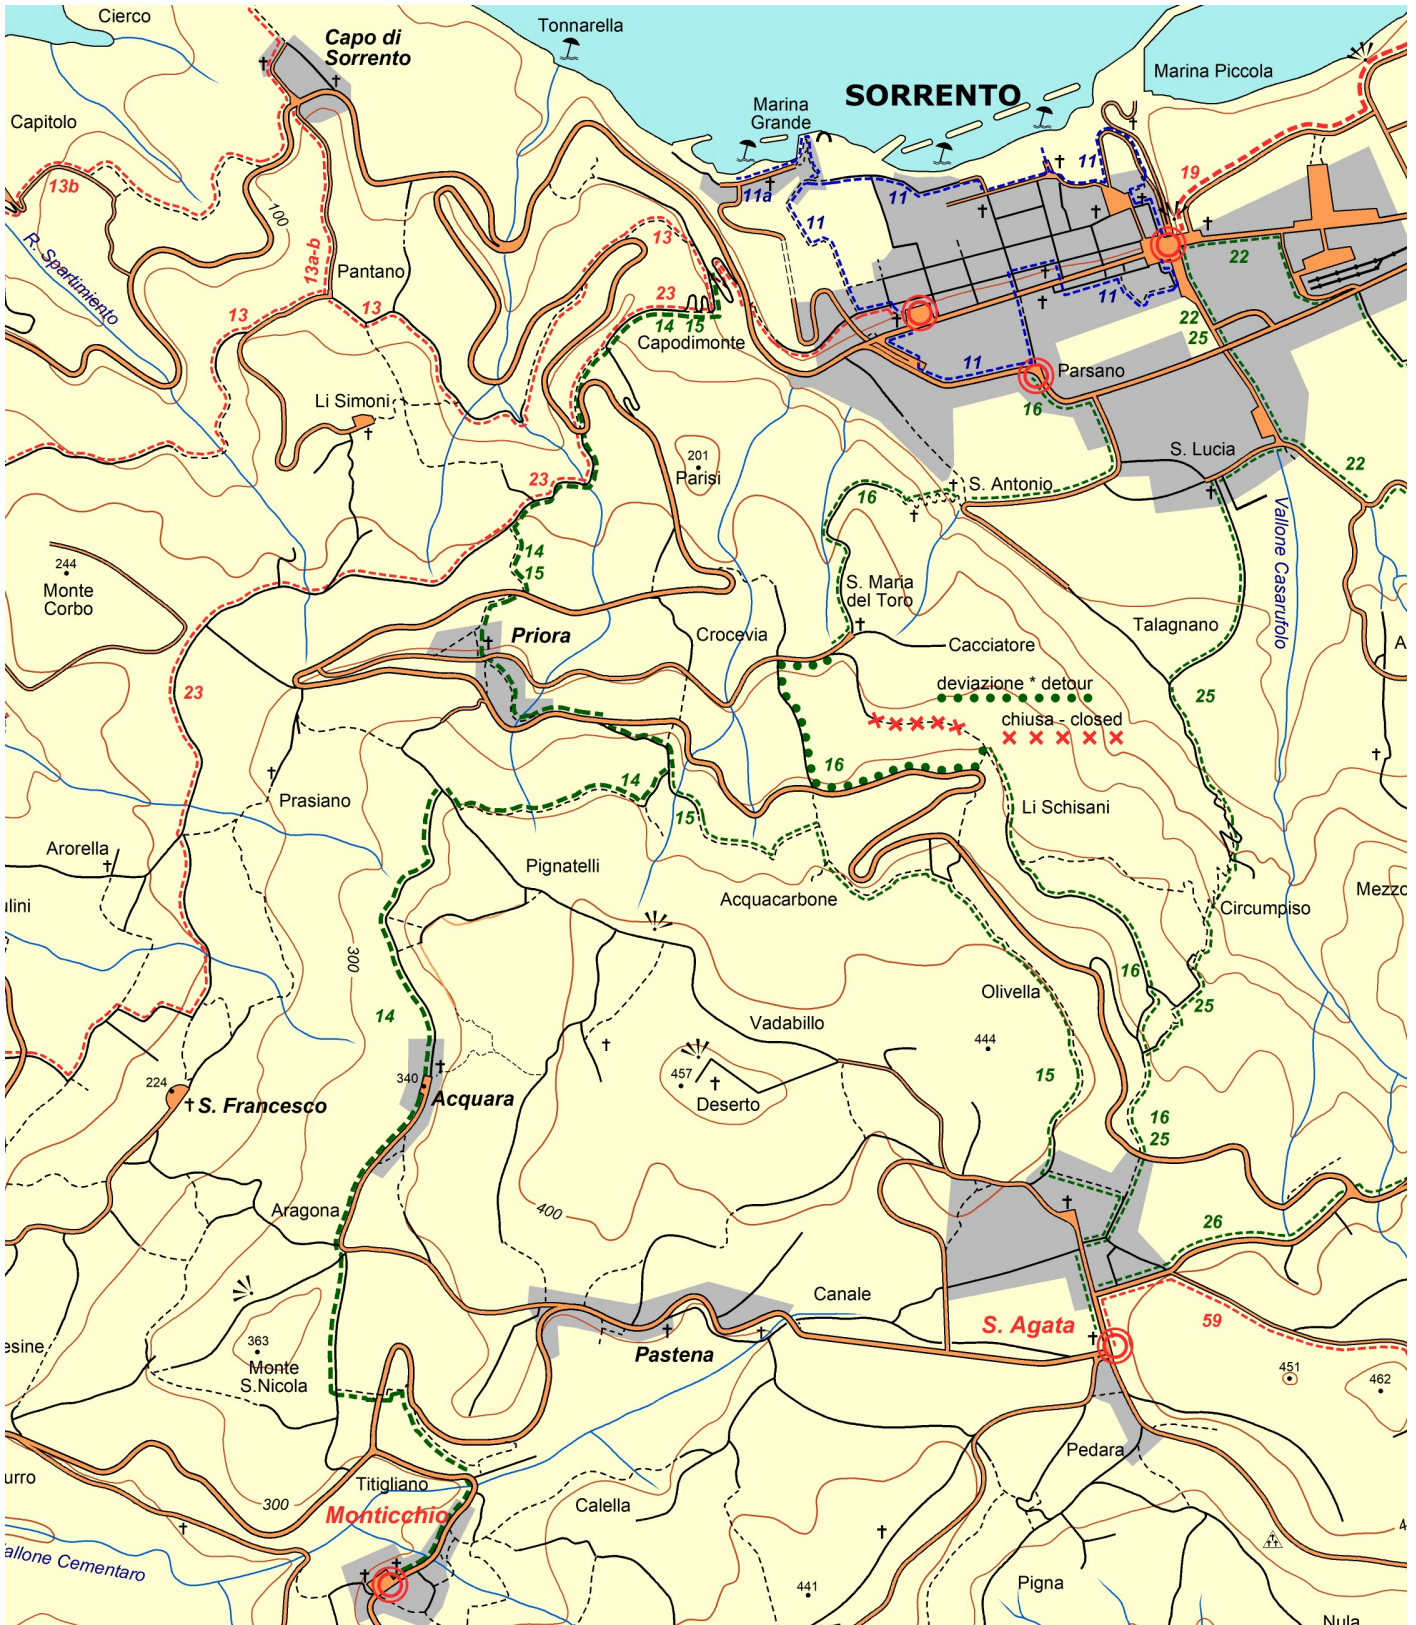 Cierco
Tonnarella
Capo di
Sorrento
Marina Piccola
SORRENTO
Marina
Grande
Capitolo
11
19
13b
11a
11
100
11
13
22
R. Spartimiento
13a-b
Pantano
23
11
13
13
14 15
22
25
Capodimonte
11
Parsano
Li Simoni
16
S. Lucia
201
Parisi
22
23
S. Antonio
16
Vallone Casarufolo
14
15
244
Monte
Corbo
S. Maria
del Toro
Talagnano
Priora
Crocevia
Cacciatore
A
deviazione * detour
23
25
chiusa - closed
16
14
Prasiano
Li Schisani
15
Arorella
Pignatelli
Acquacarbone
Mezzo
ulini
Circumpiso
300
16
Olivella
25
14
Vadabillo
444
457
15
340
224
Deserto
Acquara
S. Francesco
16
25
Aragona
400
26
Canale
S. Agata
59
esine
363
Monte
S.Nicola
Pastena
451
462
Pedara
urro
Titigliano
300
Calella
Monticchio
4
allone Cementaro
441
Pigna
Nula